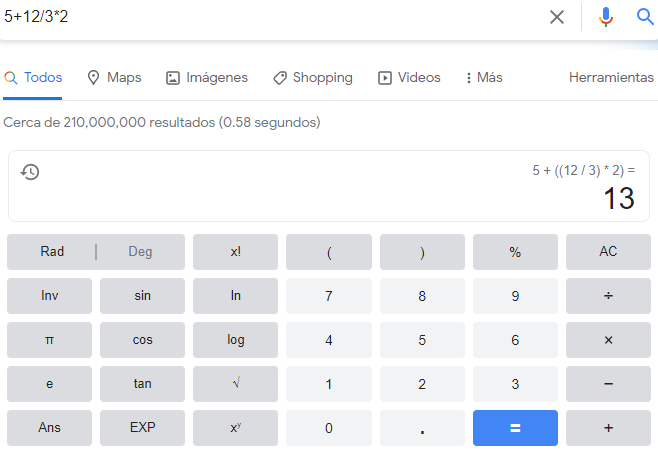 5+12/3*2
Todos Maps Imágenes Shopping Videos Más Herramientas
Cerca de 210,000,000 resultados (0.58 segundos)
5 + ((12 / 3) * 2) =
13
Rad | Deg x! ( ) % AC
Inv sin ln 7 8 9 ÷
π cos log 4 5 6 ×
e tan √ 1 2 3 −
Ans EXP xʸ 0 . = +